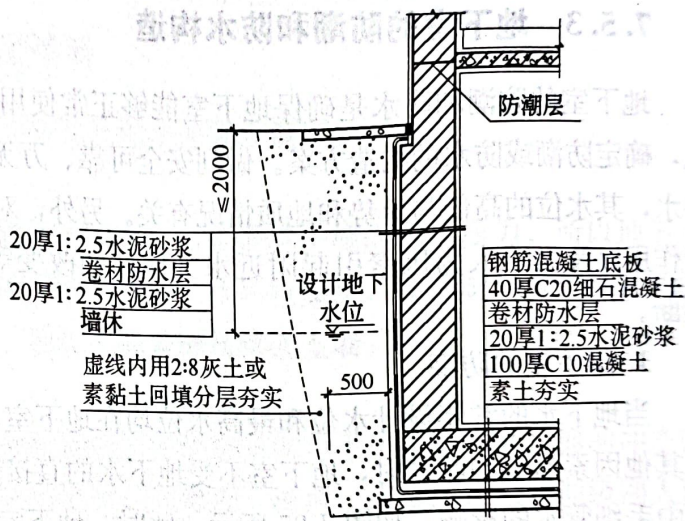 防潮层
≤2000
20厚1:2.5水泥砂浆
卷材防水层
20厚1:2.5水泥砂浆
墙休
设计地下
水位
虚线内用2:8灰土或
素黏土回填分层夯实
500
钢筋混凝土底板
40厚C20细石混凝土
卷材防水层
20厚1:2.5水泥砂浆
100厚C10混凝土
素土夯实